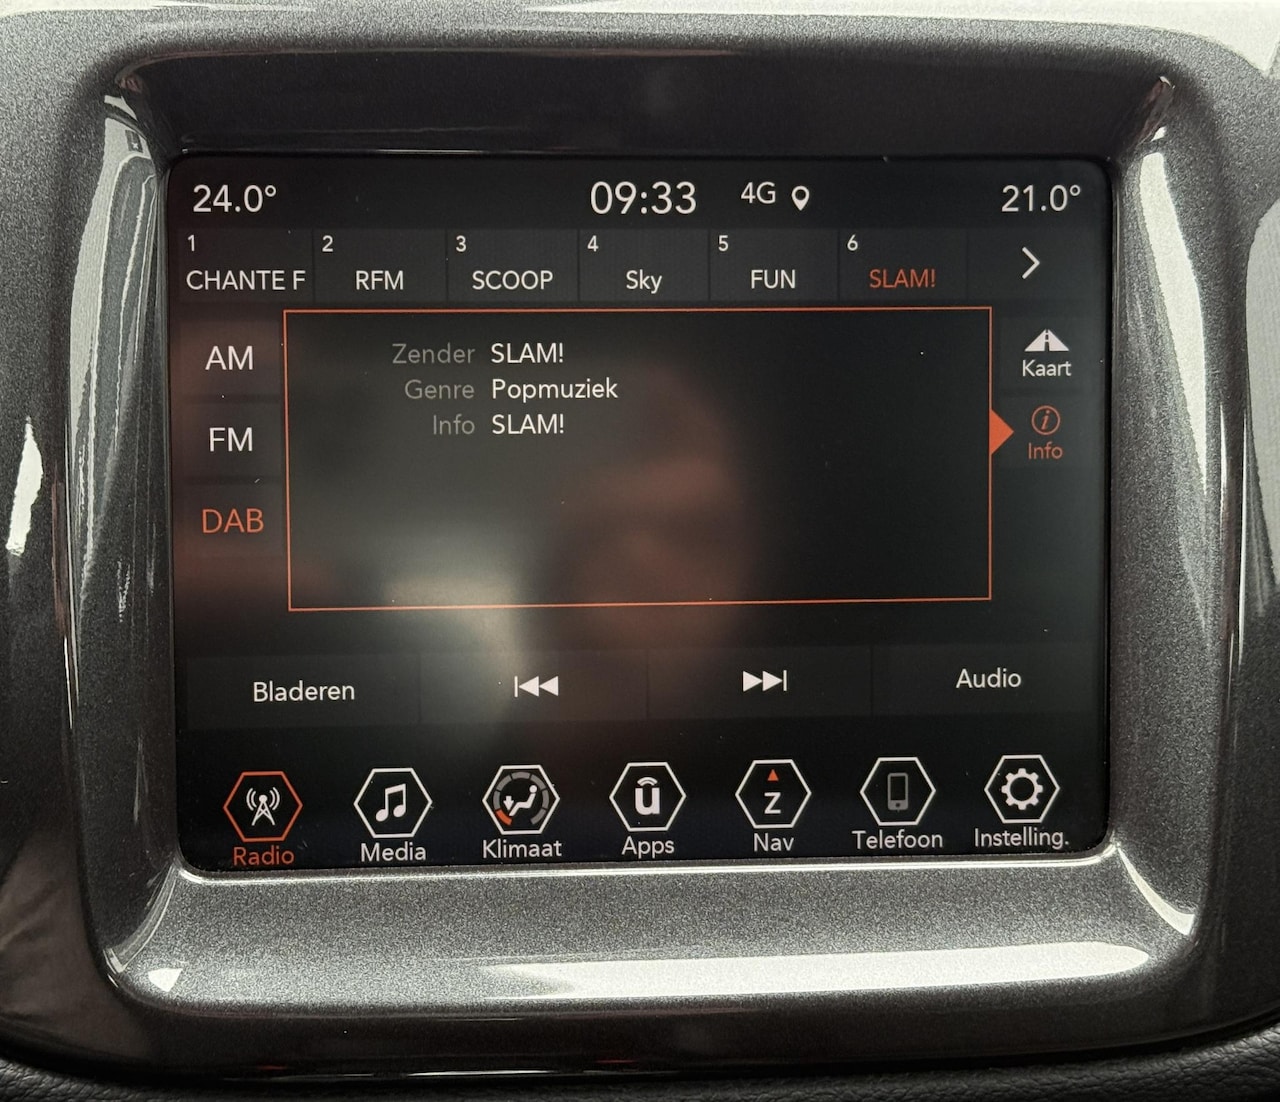 24.0° 09:33 4G 21.0°
1 2 3 4 5 6
CHANTE F RFM SCOOP Sky FUN SLAM!
AM
FM
DAB
Zender SLAM!
Genre Popmuziek
Info SLAM!
Kaart
i
Info
Bladeren Audio
ū
z
Radio Media Klimaat Apps Nav Telefoon Instelling.